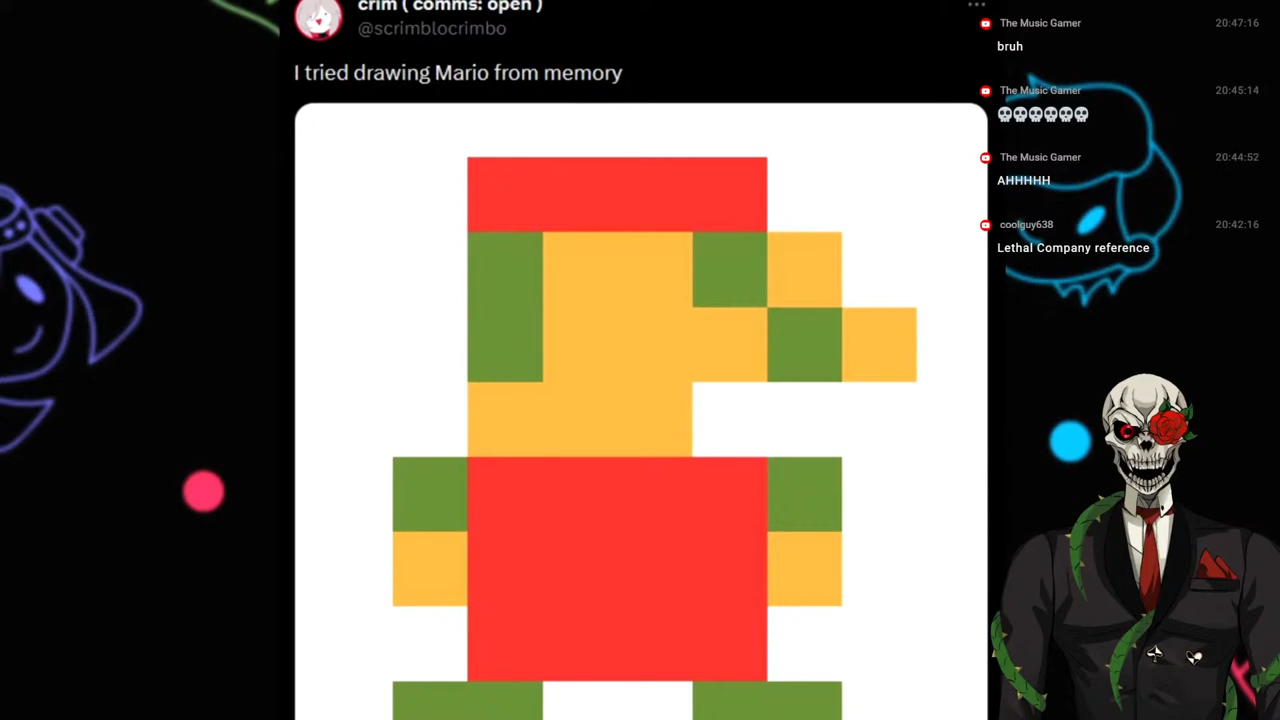 crim ( comms: open )
@scrimblocrimbo
I tried drawing Mario from memory
The Music Gamer 20:47:16
bruh
The Music Gamer 20:45:14
💀💀💀💀💀💀
The Music Gamer 20:44:52
AHHHHH
coolguy638 20:42:16
Lethal Company reference